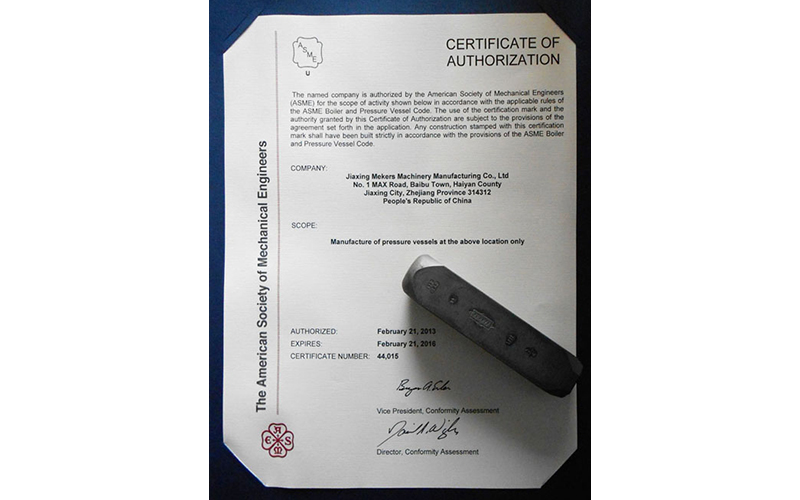 ASME
U
CERTIFICATE OF
AUTHORIZATION
The named company is authorized by the American Society of Mechanical Engineers
(ASME) for the scope of activity shown below in accordance with the applicable rules of
the ASME Boiler and Pressure Vessel Code. The use of the certification mark and the
authority granted by this Certificate of Authorization are subject to the provisions of the
agreement set forth in the application. Any construction stamped with this certification
mark shall have been built strictly in accordance with the provisions of the ASME Boiler
and Pressure Vessel Code.
COMPANY:
Jiaxing Mekers Machinery Manufacturing Co., Ltd
No. 1 MAX Road, Baibu Town, Haiyan County
Jiaxing City, Zhejiang Province 314312
People's Republic of China
SCOPE:
Manufacture of pressure vessels at the above location only
AUTHORIZED: February 21, 2013
EXPIRES: February 21, 2016
CERTIFICATE NUMBER: 44,015
Vice President, Conformity Assessment
Director, Conformity Assessment
The American Society of Mechanical Engineers